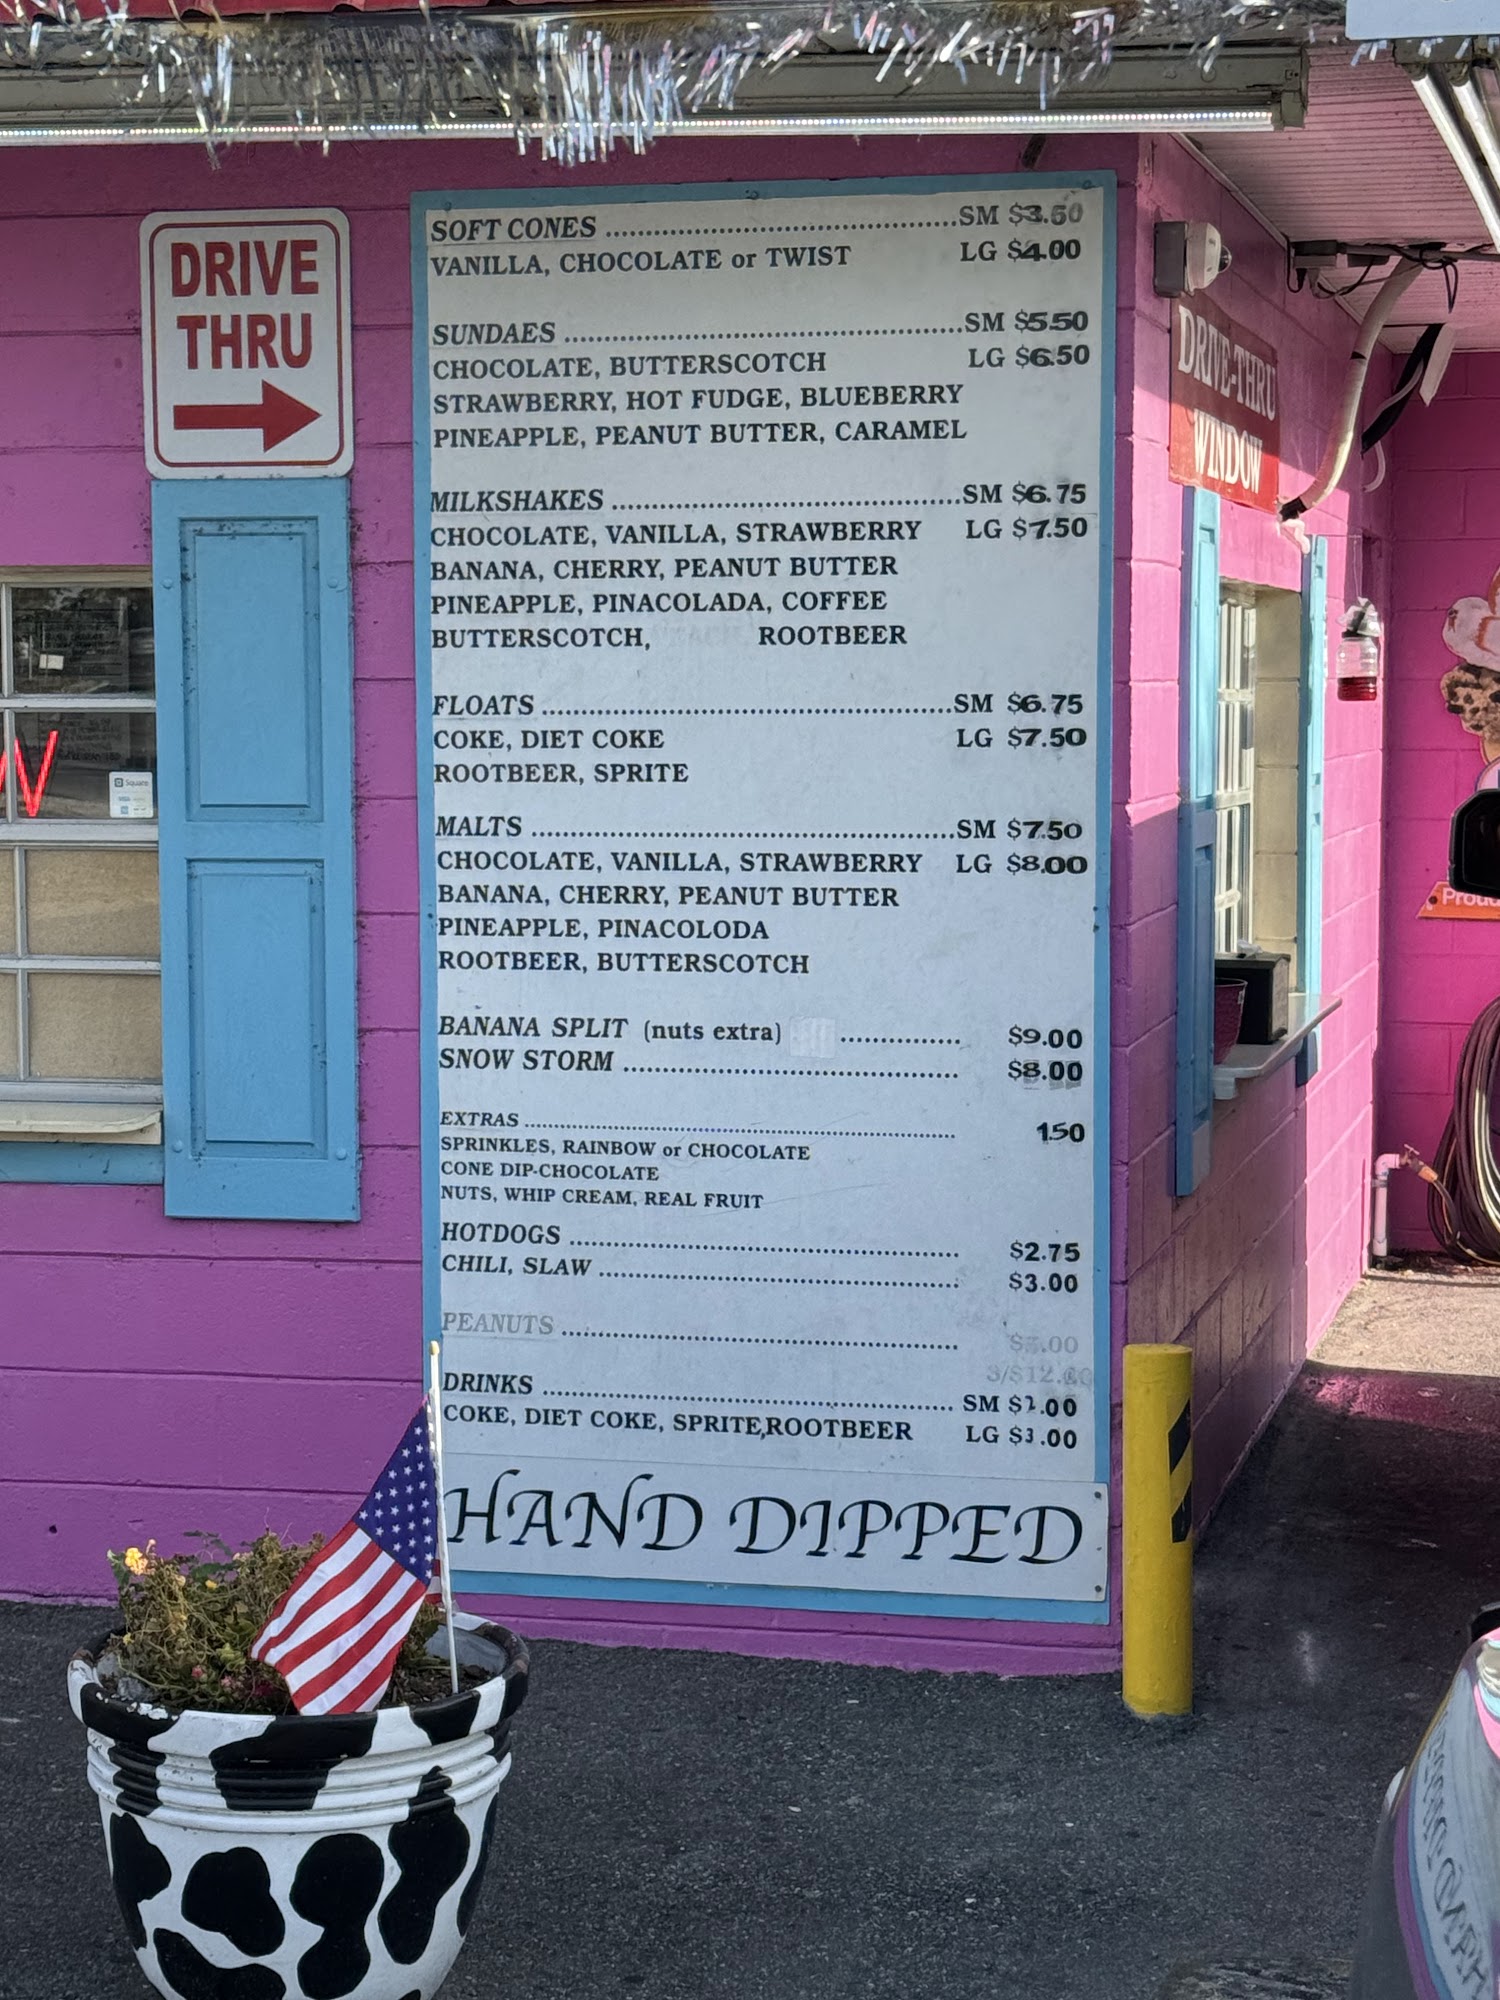 DRIVE
THRU
SOFT CONES ........ SM $3.50
VANILLA, CHOCOLATE or TWIST LG $4.00
SUNDAES ........ SM $5.50
CHOCOLATE, BUTTERSCOTCH LG $6.50
STRAWBERRY, HOT FUDGE, BLUEBERRY
PINEAPPLE, PEANUT BUTTER, CARAMEL
MILKSHAKES ........ SM $6.75
CHOCOLATE, VANILLA, STRAWBERRY LG $7.50
BANANA, CHERRY, PEANUT BUTTER
PINEAPPLE, PINACOLADA, COFFEE
BUTTERSCOTCH, ROOTBEER
FLOATS ........ SM $6.75
COKE, DIET COKE LG $7.50
ROOTBEER, SPRITE
MALTS ........ SM $7.50
CHOCOLATE, VANILLA, STRAWBERRY LG $8.00
BANANA, CHERRY, PEANUT BUTTER
PINEAPPLE, PINACOLODA
ROOTBEER, BUTTERSCOTCH
BANANA SPLIT (nuts extra) ........ $9.00
SNOW STORM ........ $8.00
EXTRAS ........ 1.50
SPRINKLES, RAINBOW or CHOCOLATE
CONE DIP-CHOCOLATE
NUTS, WHIP CREAM, REAL FRUIT
HOTDOGS ........ $2.75
CHILI, SLAW ........ $3.00
PEANUTS ........
DRINKS ........ SM
COKE, DIET COKE, SPRITE,ROOTBEER LG
HAND DIPPED
DRIVE-THRU
WINDOW
W
Square